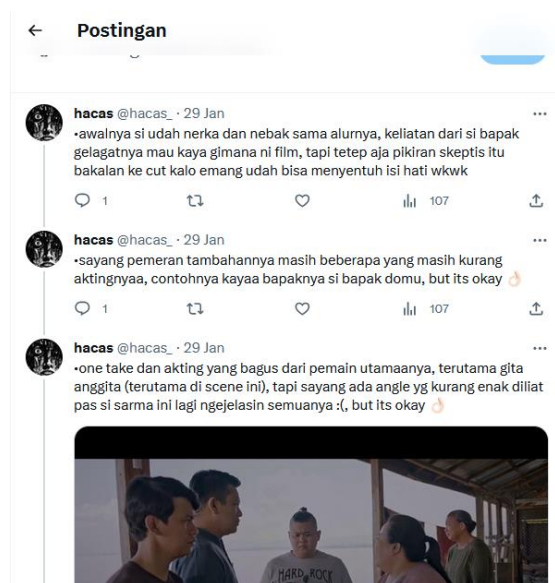 Postingan
hacas @hacas_ · 29 Jan
•awalnya si udah nerka dan nebak sama alurnya, keliatan dari si bapak
gelagatnya mau kaya gimana ni film, tapi tetep aja pikiran skeptis itu
bakalan ke cut kalo emang udah bisa menyentuh isi hati wkwk
1 107
hacas @hacas_ · 29 Jan
•sayang pemeran tambahannya masih beberapa yang masih kurang
aktingnyaa, contohnya kayaa bapaknya si bapak domu, but its okay 👌🏻
1 107
hacas @hacas_ · 29 Jan
•one take dan akting yang bagus dari pemain utamaanya, terutama gita
anggita (terutama di scene ini), tapi sayang ada angle yg kurang enak diliat
pas si sarma ini lagi ngejelasin semuanya :(, but its okay 👌🏻
HARD ROCK